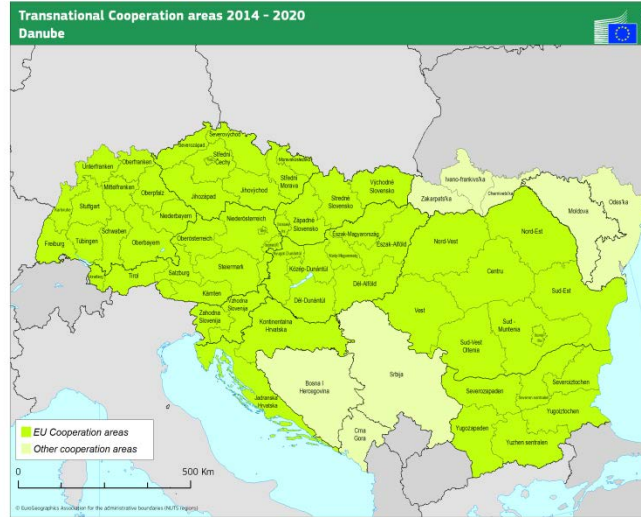 Transnational Cooperation areas 2014 - 2020
Danube
Severozápad
Severovýchod
Střední
Čechy
Moravskoslezsko
Střední
Morava
Jihozápad
Jihovýchod
Unterfranken
Oberfranken
Mittelfranken
Oberpfalz
Karlsruhe
Stuttgart
Niederbayern
Schwaben
Freiburg
Tübingen
Oberbayern
Tirol
Salzburg
Oberösterreich
Niederösterreich
Steiermark
Kärnten
Stredné
Slovensko
Východné
Slovensko
Západné
Slovensko
Észak-Magyarország
Észak-Alföld
Közép-Dunántúl
Dél-Dunántúl
Dél-Alföld
Vzhodna
Slovenija
Zahodna
Slovenija
Kontinentalna
Hrvatska
Jadranska
Hrvatska
Bosna I
Hercegovina
Crna
Gora
Srbija
Zakarpats'ka
Ivano-frankivs'ka
Chernivets'ka
Moldova
Odes'ka
Nord-Vest
Nord-Est
Centru
Vest
Sud-Est
Sud -
Muntenia
Sud-Vest
Oltenia
Severozapaden
Severoiztochen
Severen tsentralen
Yugoiztochen
Yugozapaden
Yuzhen sentralen
EU Cooperation areas
Other cooperation areas
0
500 Km
© EuroGeographics Association for the administrative boundaries (NUTS regions)